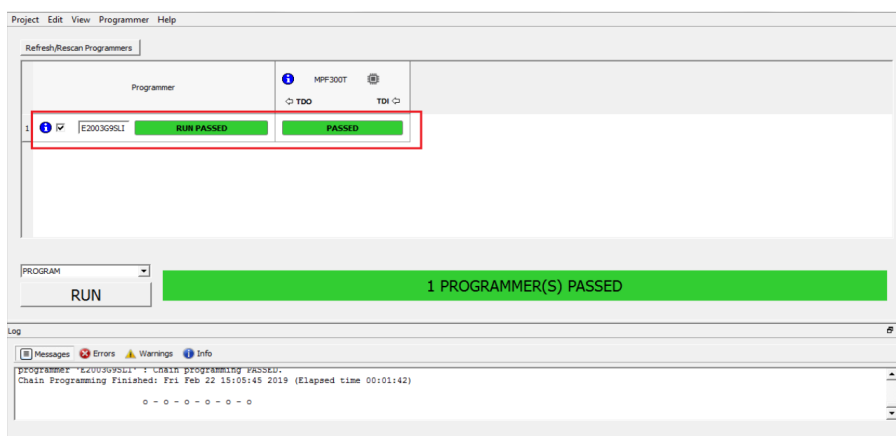 Project Edit View Programmer Help
Refresh/Rescan Programmers
Programmer
MPF300T
TDO TDI
1 E2003G9SLI RUN PASSED PASSED
PROGRAM
RUN
1 PROGRAMMER(S) PASSED
Log
Messages Errors Warnings Info
programmer 'E2003G9SLI' : Chain programming PASSED.
Chain Programming Finished: Fri Feb 22 15:05:45 2019 (Elapsed time 00:01:42)
o - o - o - o - o - o